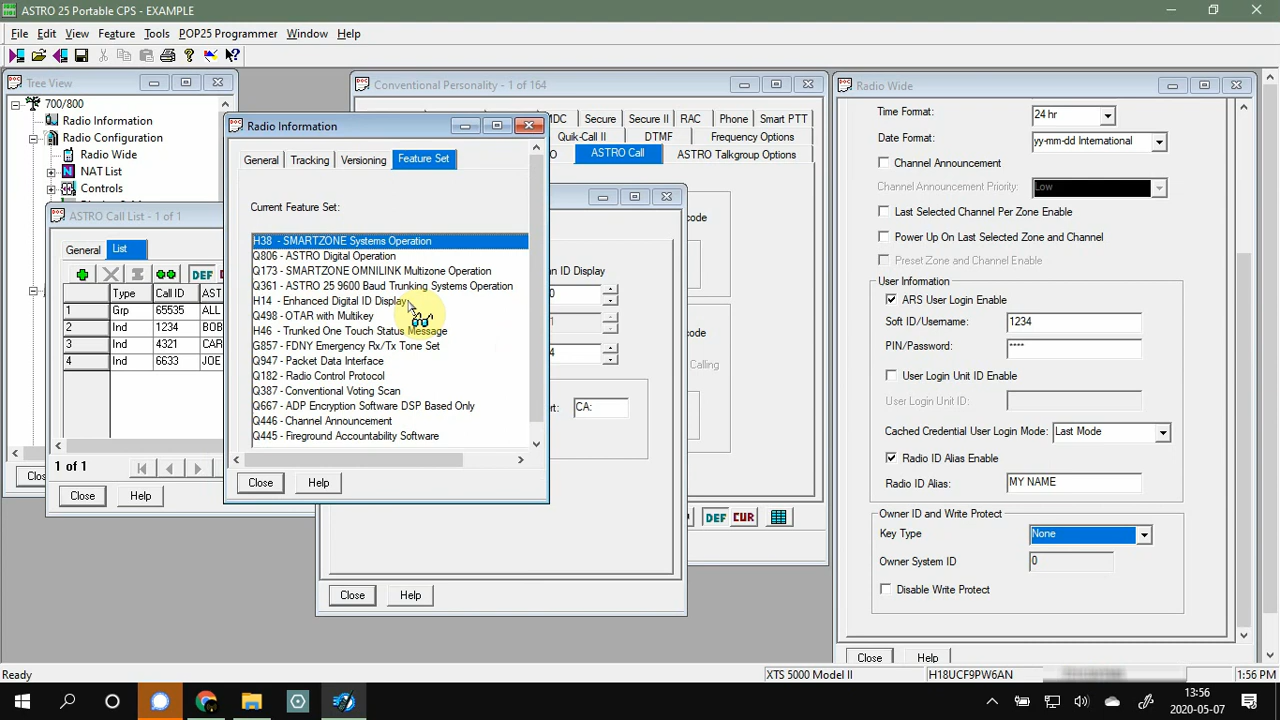 ASTRO 25 Portable CPS - EXAMPLE
File Edit View Feature Tools POP25 Programmer Window Help
Tree View
700/800
Radio Information
Radio Configuration
Radio Wide
NAT List
Controls
ASTRO Call List - 1 of 1
General List
DEF
Type Call ID AST
1 Grp 65535 ALL
2 Ind 1234 BOB
3 Ind 4321 CAR
4 Ind 6633 JOE
1 of 1
Close Help
Radio Information
General Tracking Versioning Feature Set
Current Feature Set:
H38 - SMARTZONE Systems Operation
Q806 - ASTRO Digital Operation
Q173 - SMARTZONE OMNILINK Multizone Operation
Q361 - ASTRO 25 9600 Baud Trunking Systems Operation
H14 - Enhanced Digital ID Display
Q498 - OTAR with Multikey
H46 - Trunked One Touch Status Message
G857 - FDNY Emergency Rx/Tx Tone Set
Q947 - Packet Data Interface
Q182 - Radio Control Protocol
Q387 - Conventional Voting Scan
Q667 - ADP Encryption Software DSP Based Only
Q446 - Channel Announcement
Q445 - Fireground Accountability Software
Close Help
Conventional Personality - 1 of 164
MDC Secure Secure II RAC Phone Smart PTT
Quik-Call II DTMF Frequency Options
ASTRO Call ASTRO Talkgroup Options
ID Display
CA:
Calling
DEF CUR
Close Help
Radio Wide
Time Format: 24 hr
Date Format: yy-mm-dd International
Channel Announcement
Channel Announcement Priority: Low
Last Selected Channel Per Zone Enable
Power Up On Last Selected Zone and Channel
Preset Zone and Channel Enable
User Information
ARS User Login Enable
Soft ID/Username: 1234
PIN/Password: ****
User Login Unit ID Enable
User Login Unit ID:
Cached Credential User Login Mode: Last Mode
Radio ID Alias Enable
Radio ID Alias: MY NAME
Owner ID and Write Protect
Key Type None
Owner System ID 0
Disable Write Protect
Close Help
Ready XTS 5000 Model II H18UCF9PW6AN 1:56 PM
13:56
2020-05-07